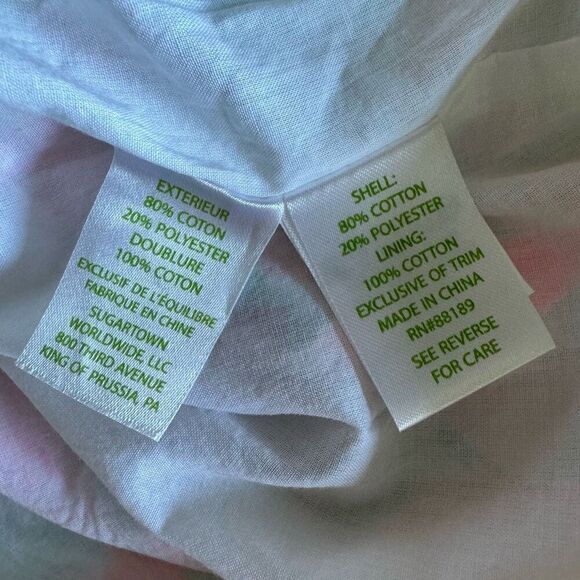 EXTERIEUR
80% COTON
20% POLYESTER
DOUBLURE
100% COTON
EXCLUSIF DE L'ÉQUILIBRE
FABRIQUE EN CHINE
SUGARTOWN
WORLDWIDE, LLC
800 THIRD AVENUE
KING OF PRUSSIA, PA
SHELL:
80% COTTON
20% POLYESTER
LINING:
100% COTTON
EXCLUSIVE OF TRIM
MADE IN CHINA
RN#88189
SEE REVERSE
FOR CARE